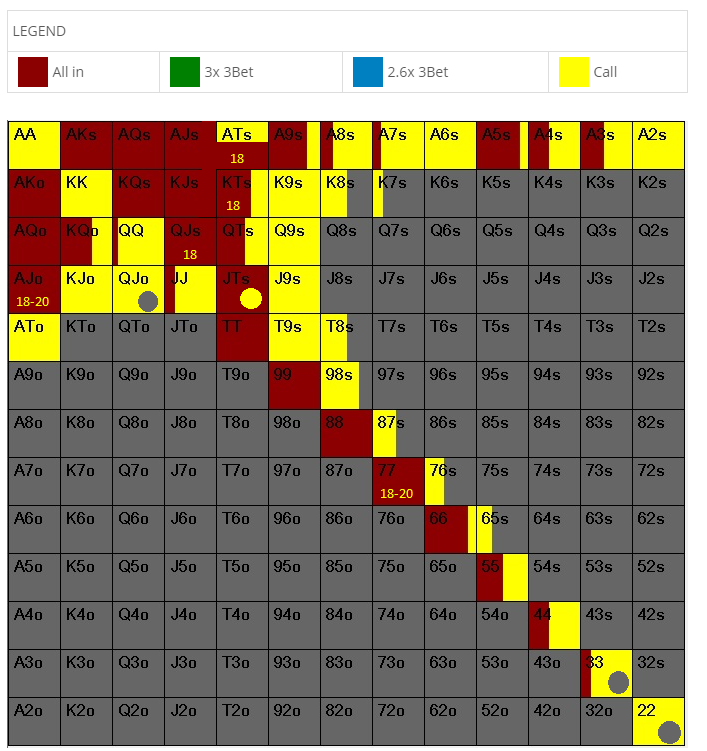 LEGEND
All in 3x 3Bet 2.6x 3Bet Call
AA AKs AQs AJs ATs A9s A8s A7s A6s A5s A4s A3s A2s
18
AKo KK KQs KJs KTs K9s K8s K7s K6s K5s K4s K3s K2s
18
AQo KQo QQ QJs QTs Q9s Q8s Q7s Q6s Q5s Q4s Q3s Q2s
18
AJo KJo QJo JJ JTs J9s J8s J7s J6s J5s J4s J3s J2s
18-20
ATo KTo QTo JTo TT T9s T8s T7s T6s T5s T4s T3s T2s
A9o K9o Q9o J9o T9o 99 98s 97s 96s 95s 94s 93s 92s
A8o K8o Q8o J8o T8o 98o 88 87s 86s 85s 84s 83s 82s
A7o K7o Q7o J7o T7o 97o 87o 77 76s 75s 74s 73s 72s
18-20
A6o K6o Q6o J6o T6o 96o 86o 76o 66 65s 64s 63s 62s
A5o K5o Q5o J5o T5o 95o 85o 75o 65o 55 54s 53s 52s
A4o K4o Q4o J4o T4o 94o 84o 74o 64o 54o 44 43s 42s
A3o K3o Q3o J3o T3o 93o 83o 73o 63o 53o 43o 33 32s
A2o K2o Q2o J2o T2o 92o 82o 72o 62o 52o 42o 32o 22